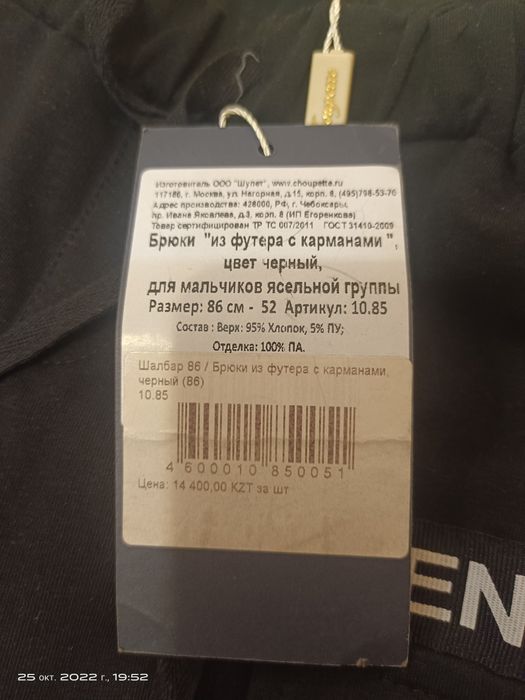 Изготовитель ООО "Шупет", www.choupette.ru
117186, г. Москва, ул. Нагорная, д.15, корп. 8, (495)798-53-76
Адрес производства: 428000, РФ, г. Чебоксары,
пр. Ивана Яковлева, д.3, корп. 8 (ИП Егоренкова)
Товар сертифицирован ТР ТС 007/2011 ГОСТ 31410-2009
Брюки "из футера с карманами",
цвет черный,
для мальчиков ясельной группы
Размер: 86 см - 52 Артикул: 10.85
Состав : Верх: 95% Хлопок, 5% ПУ;
Отделка: 100% ПА.
Шалбар 86 / Брюки из футера с карманами,
черный (86)
10.85
4 600010 850051
Цена: 14 400,00 KZT за шт
EN
25 окт. 2022 г., 19:52